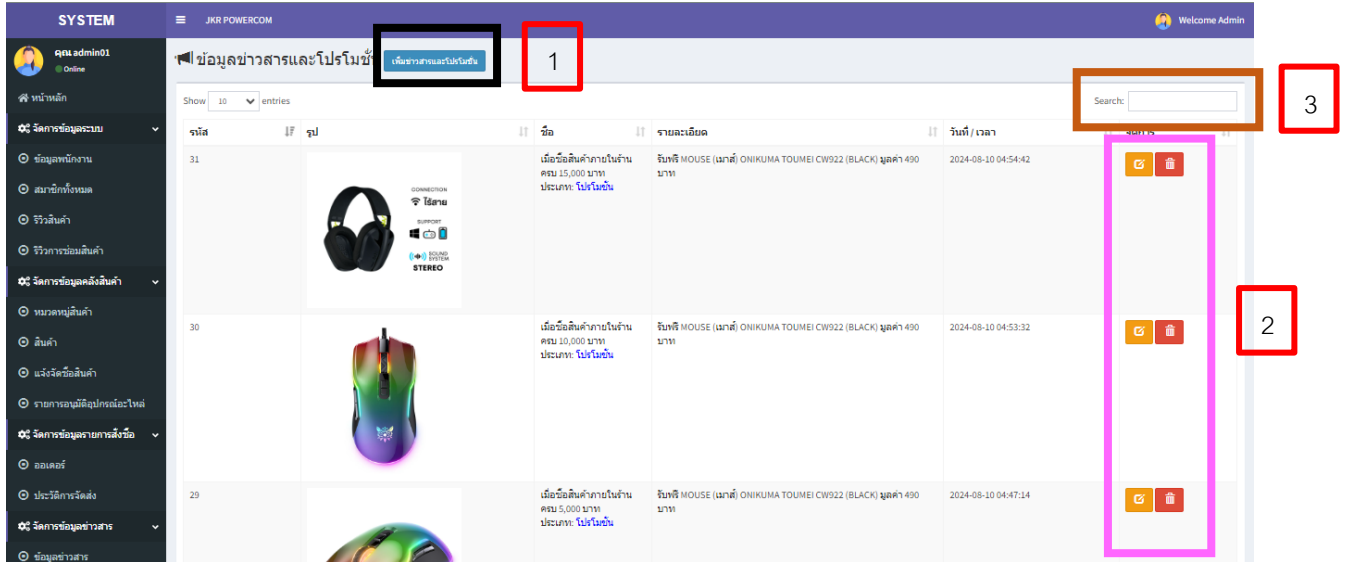 SYSTEM
JKR POWERCOM
Welcome Admin
คุณ admin01
Online
ข้อมูลข่าวสารและโปรโมชั่
เพิ่มข่าวสารและโปรโมชั่น
1
3
หน้าหลัก
จัดการข้อมูลระบบ
ข้อมูลพนักงาน
สมาชิกทั้งหมด
รีวิวสินค้า
รีวิวการซ่อมสินค้า
จัดการข้อมูลคลังสินค้า
หมวดหมู่สินค้า
สินค้า
แจ้งจัดซื้อสินค้า
รายการอนุมัติอุปกรณ์อะไหล่
จัดการข้อมูลรายการสั่งซื้อ
ออเดอร์
ประวัติการจัดส่ง
จัดการข้อมูลข่าวสาร
ข้อมูลข่าวสาร
Show 10 entries
Search:
รหัส รูป ชื่อ รายละเอียด วันที่ / เวลา จัดการ
31
CONNECTION
ไร้สาย
SUPPORT
SOUND
SYSTEM
STEREO
เมื่อซื้อสินค้าภายในร้าน
ครบ 15,000 บาท
ประเภท: โปรโมชั่น
รับฟรี MOUSE (เมาส์) ONIKUMA TOUMEI CW922 (BLACK) มูลค่า 490
บาท
2024-08-10 04:54:42
2
30
เมื่อซื้อสินค้าภายในร้าน
ครบ 10,000 บาท
ประเภท: โปรโมชั่น
รับฟรี MOUSE (เมาส์) ONIKUMA TOUMEI CW922 (BLACK) มูลค่า 490
บาท
2024-08-10 04:53:32
29
เมื่อซื้อสินค้าภายในร้าน
ครบ 5,000 บาท
ประเภท: โปรโมชั่น
รับฟรี MOUSE (เมาส์) ONIKUMA TOUMEI CW922 (BLACK) มูลค่า 490
บาท
2024-08-10 04:47:14